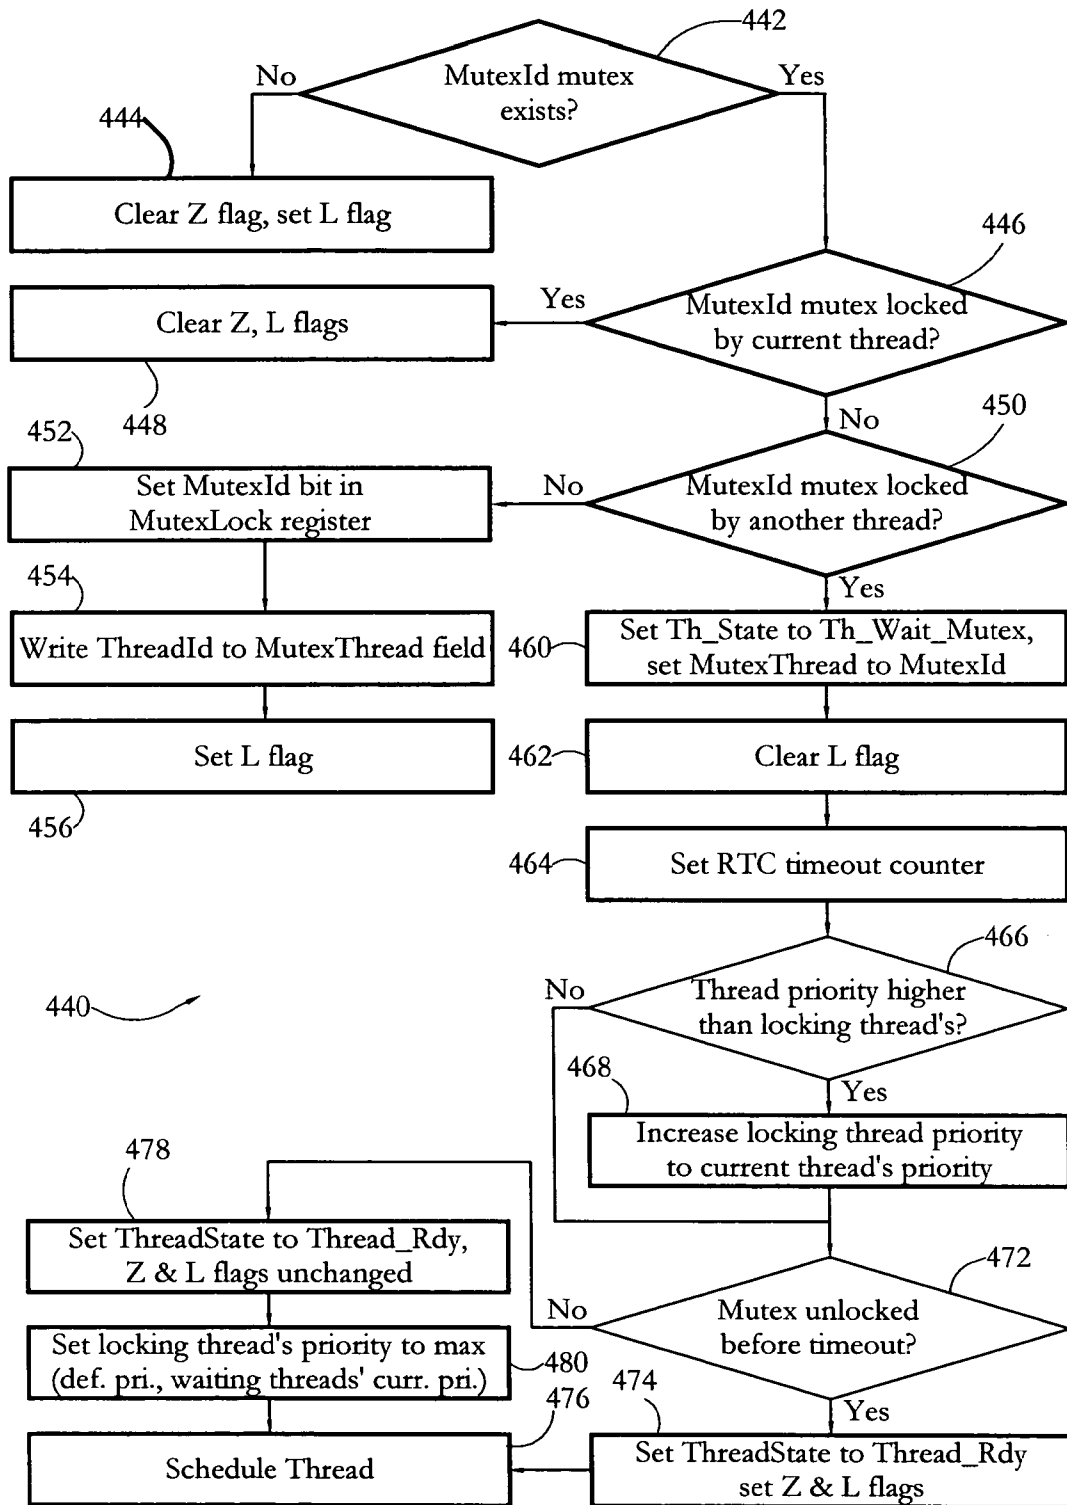 442
MutexId mutex
exists?
No
Yes
444
Clear Z flag, set L flag
446
MutexId mutex locked
by current thread?
Yes
Clear Z, L flags
448
No
450
MutexId mutex locked
by another thread?
No
452
Set MutexId bit in
MutexLock register
454
Write ThreadId to MutexThread field
Set L flag
456
Yes
460
Set Th_State to Th_Wait_Mutex,
set MutexThread to MutexId
462
Clear L flag
464
Set RTC timeout counter
466
Thread priority higher
than locking thread's?
No
440
468
Yes
Increase locking thread priority
to current thread's priority
472
Mutex unlocked
before timeout?
No
478
Set ThreadState to Thread_Rdy,
Z & L flags unchanged
Set locking thread's priority to max
(def. pri., waiting threads' curr. pri.)
480
476
Schedule Thread
474
Yes
Set ThreadState to Thread_Rdy
set Z & L flags